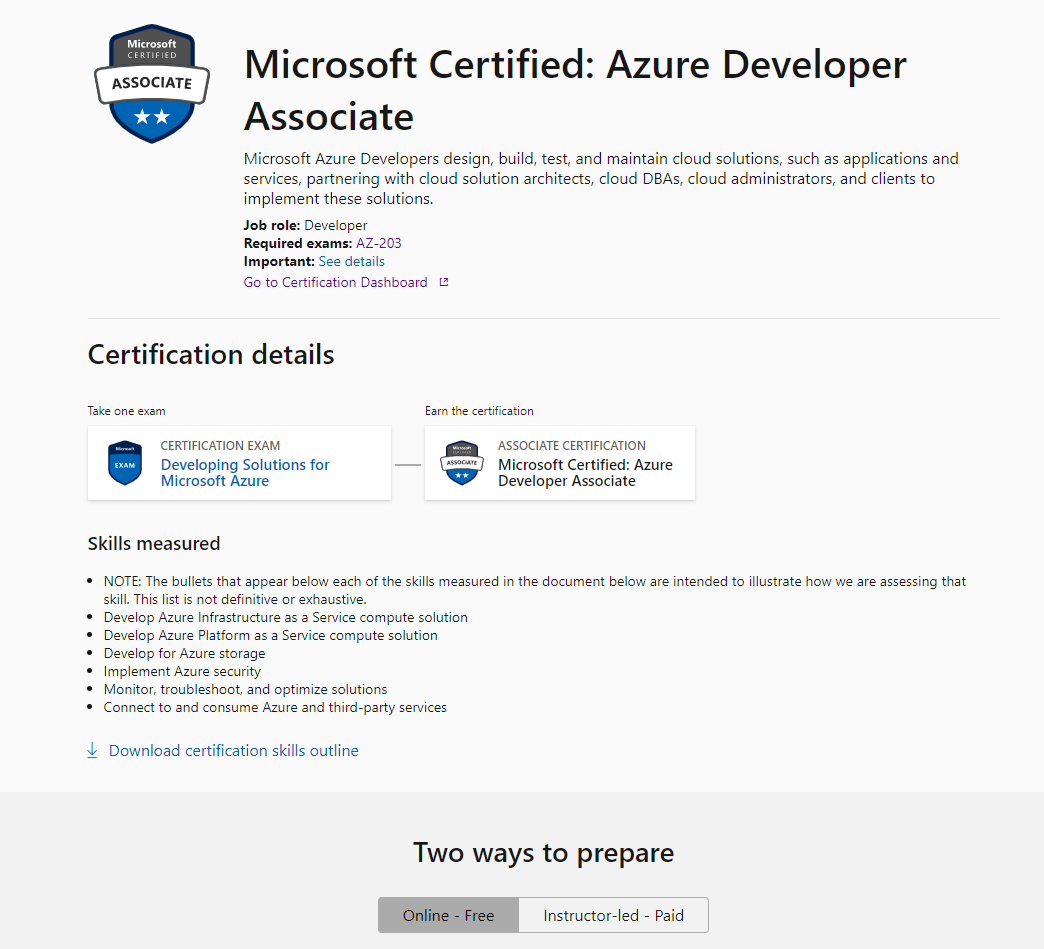 Microsoft
CERTIFIED
ASSOCIATE
Microsoft Certified: Azure Developer
Associate
Microsoft Azure Developers design, build, test, and maintain cloud solutions, such as applications and
services, partnering with cloud solution architects, cloud DBAs, cloud administrators, and clients to
implement these solutions.
Job role: Developer
Required exams: AZ-203
Important: See details
Go to Certification Dashboard
Certification details
Take one exam
Earn the certification
Microsoft
EXAM
CERTIFICATION EXAM
Developing Solutions for
Microsoft Azure
Microsoft
CERTIFIED
ASSOCIATE
ASSOCIATE CERTIFICATION
Microsoft Certified: Azure
Developer Associate
Skills measured
• NOTE: The bullets that appear below each of the skills measured in the document below are intended to illustrate how we are assessing that
skill. This list is not definitive or exhaustive.
• Develop Azure Infrastructure as a Service compute solution
• Develop Azure Platform as a Service compute solution
• Develop for Azure storage
• Implement Azure security
• Monitor, troubleshoot, and optimize solutions
• Connect to and consume Azure and third-party services
Download certification skills outline
Two ways to prepare
Online - Free
Instructor-led - Paid